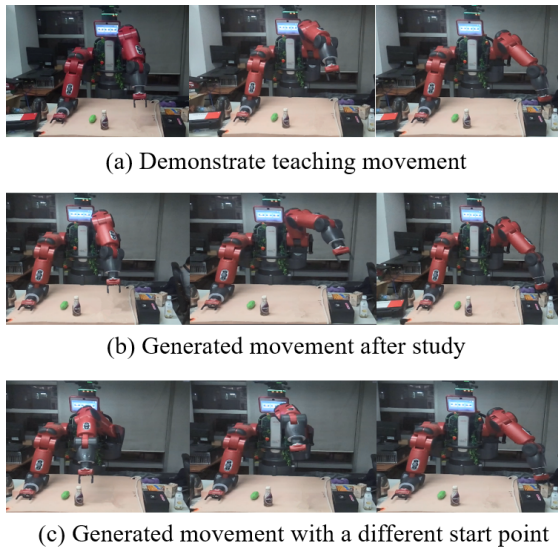 (a) Demonstrate teaching movement
(b) Generated movement after study
(c) Generated movement with a different start point